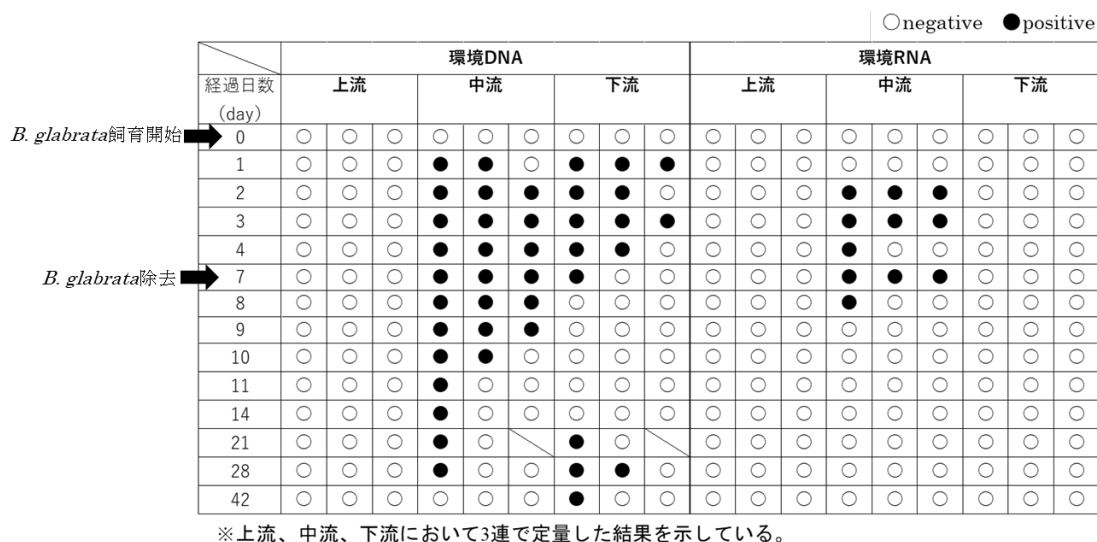 ○negative ●positive
環境DNA 環境RNA
経過日数 上流 中流 下流 上流 中流 下流
(day)
B. glabrata飼育開始 0 ○ ○ ○ ○ ○ ○ ○ ○ ○ ○ ○ ○ ○ ○ ○ ○ ○ ○
1 ○ ○ ○ ● ● ○ ● ● ● ○ ○ ○ ○ ○ ○ ○ ○ ○
2 ○ ○ ○ ● ● ● ● ● ○ ○ ○ ○ ● ● ● ○ ○ ○
3 ○ ○ ○ ● ● ● ● ● ● ○ ○ ○ ● ● ● ○ ○ ○
4 ○ ○ ○ ● ● ● ● ● ○ ○ ○ ○ ● ○ ○ ○ ○ ○
B. glabrata除去 7 ○ ○ ○ ● ● ● ● ○ ○ ○ ○ ○ ● ● ● ○ ○ ○
8 ○ ○ ○ ● ● ● ○ ○ ○ ○ ○ ○ ● ○ ○ ○ ○ ○
9 ○ ○ ○ ● ● ● ○ ○ ○ ○ ○ ○ ○ ○ ○ ○ ○ ○
10 ○ ○ ○ ● ● ○ ○ ○ ○ ○ ○ ○ ○ ○ ○ ○ ○ ○
11 ○ ○ ○ ● ○ ○ ○ ○ ○ ○ ○ ○ ○ ○ ○ ○ ○ ○
14 ○ ○ ○ ● ○ ○ ○ ○ ○ ○ ○ ○ ○ ○ ○ ○ ○ ○
21 ○ ○ ○ ● ○ ● ○ ○ ○ ○ ○ ○ ○ ○ ○ ○
28 ○ ○ ○ ● ○ ○ ● ● ○ ○ ○ ○ ○ ○ ○ ○ ○ ○
42 ○ ○ ○ ○ ○ ○ ● ○ ○ ○ ○ ○ ○ ○ ○ ○ ○ ○
※上流、中流、下流において3連で定量した結果を示している。